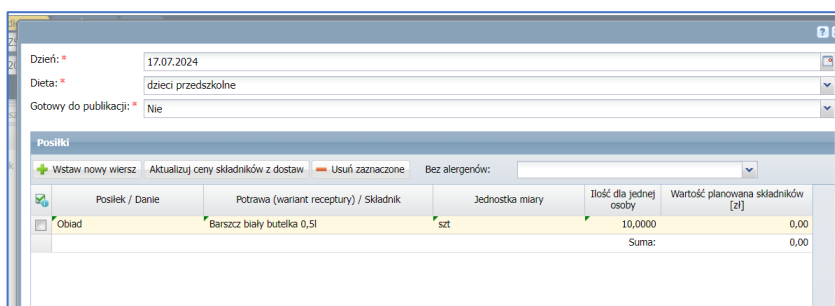 Dzień: * 17.07.2024
Dieta: * dzieci przedszkolne
Gotowy do publikacji: * Nie
Posiłki
Wstaw nowy wiersz Aktualizuj ceny składników z dostaw Usuń zaznaczone Bez alergenów:
Posiłek / Danie Potrawa (wariant receptury) / Składnik Jednostka miary Ilość dla jednej osoby Wartość planowana składników [zł]
Obiad Barszcz biały butelka 0,5l szt 10,0000 0,00
Suma: 0,00